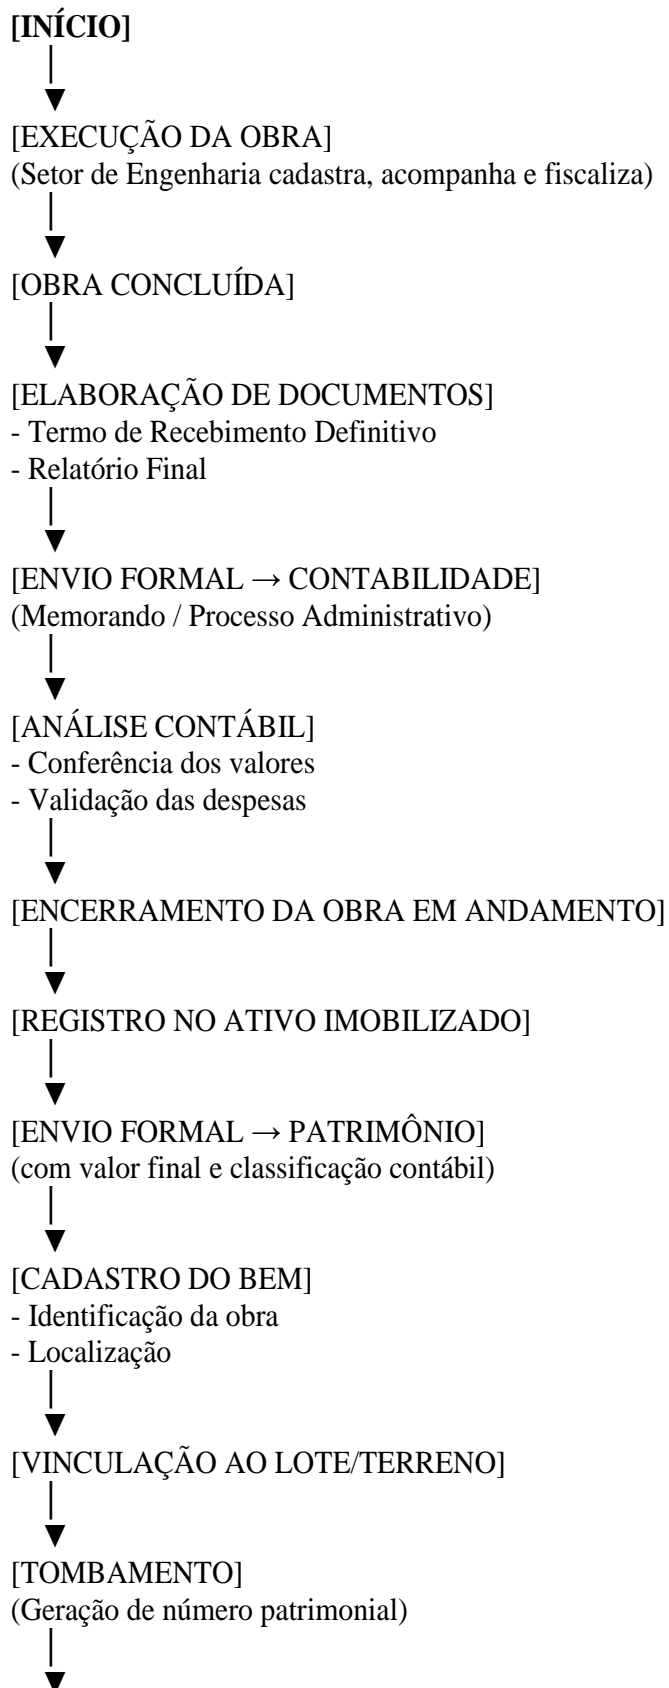 [INÍCIO]
[EXECUÇÃO DA OBRA]
(Setor de Engenharia cadastra, acompanha e fiscaliza)
[OBRA CONCLUÍDA]
[ELABORAÇÃO DE DOCUMENTOS]
- Termo de Recebimento Definitivo
- Relatório Final
[ENVIO FORMAL → CONTABILIDADE]
(Memorando / Processo Administrativo)
[ANÁLISE CONTÁBIL]
- Conferência dos valores
- Validação das despesas
[ENCERRAMENTO DA OBRA EM ANDAMENTO]
[REGISTRO NO ATIVO IMOBILIZADO]
[ENVIO FORMAL → PATRIMÔNIO]
(com valor final e classificação contábil)
[CADASTRO DO BEM]
- Identificação da obra
- Localização
[VINCULAÇÃO AO LOTE/TERRENO]
[TOMBAMENTO]
(Geração de número patrimonial)